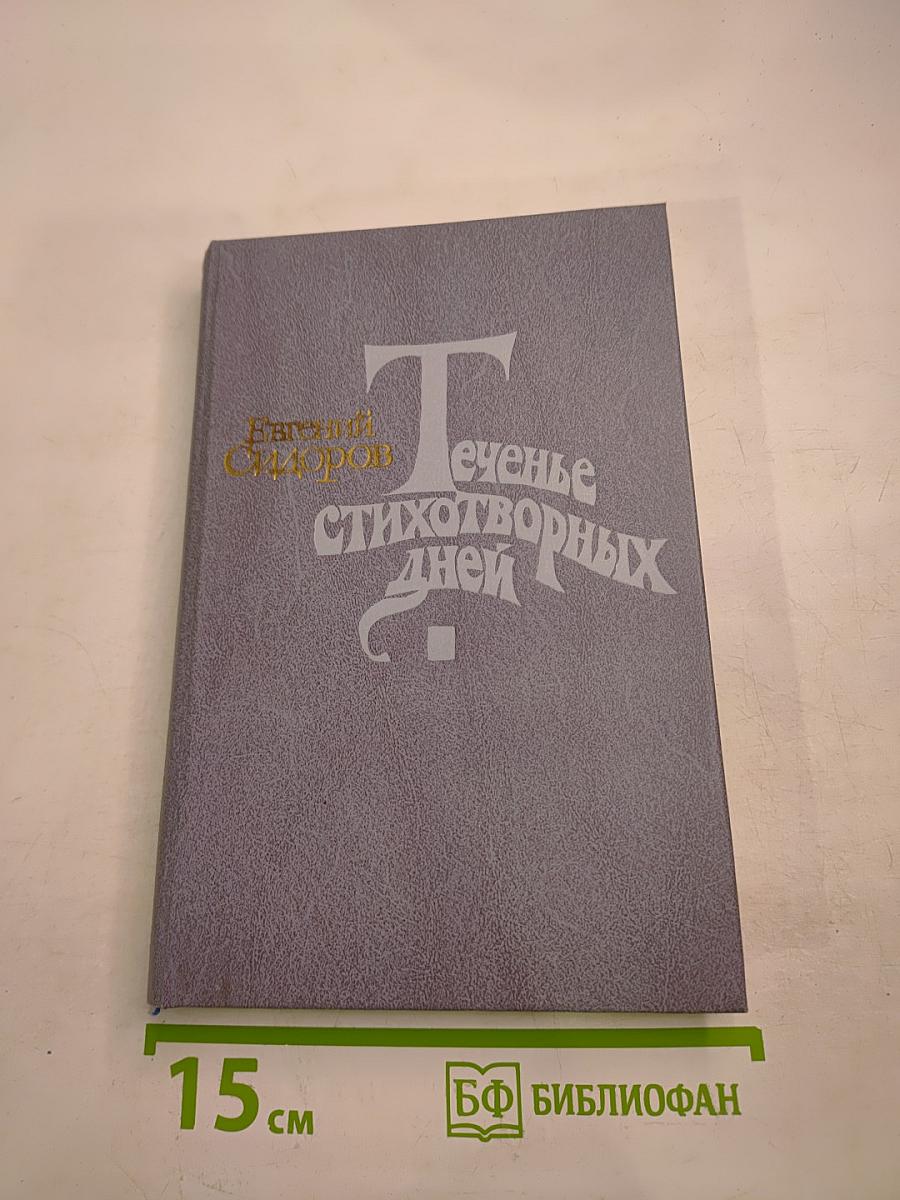 Евгений
Сидоров
Теченье
стихотворных
дней
15 см
БФ БИБЛИОФАН